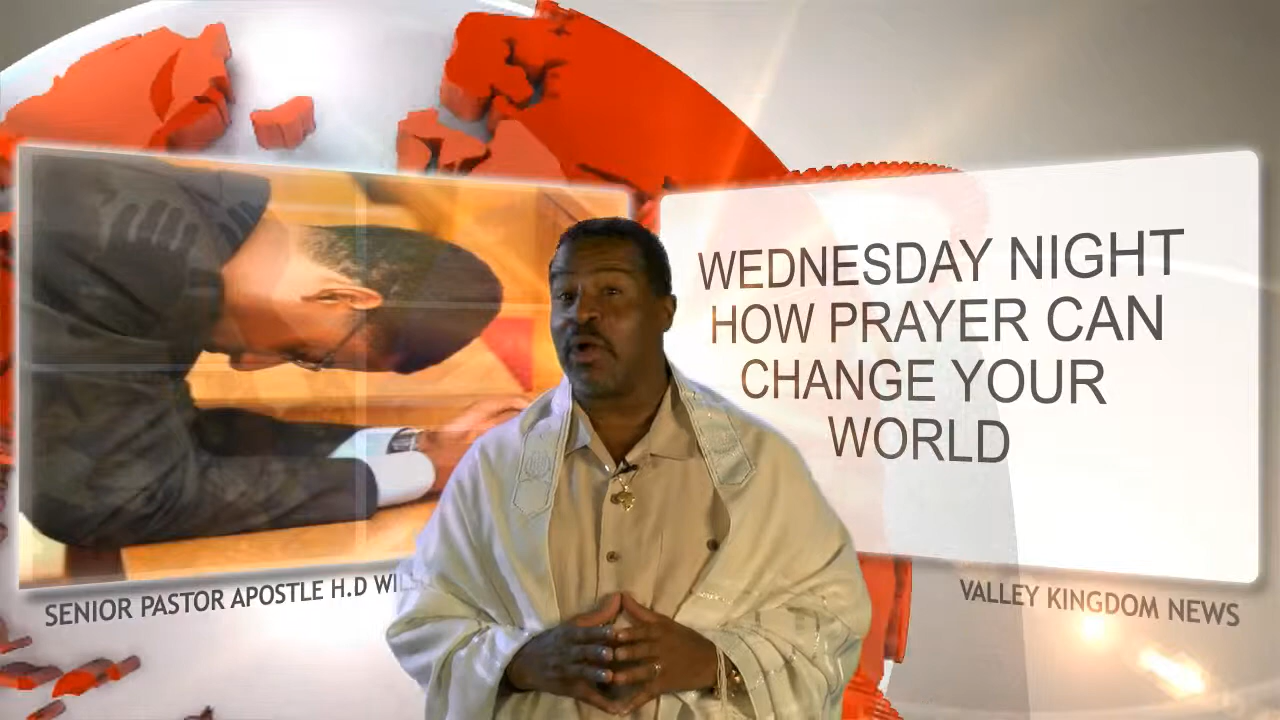 WEDNESDAY NIGHT
HOW PRAYER CAN
CHANGE YOUR
WORLD
SENIOR PASTOR APOSTLE H.D
VALLEY KINGDOM NEWS